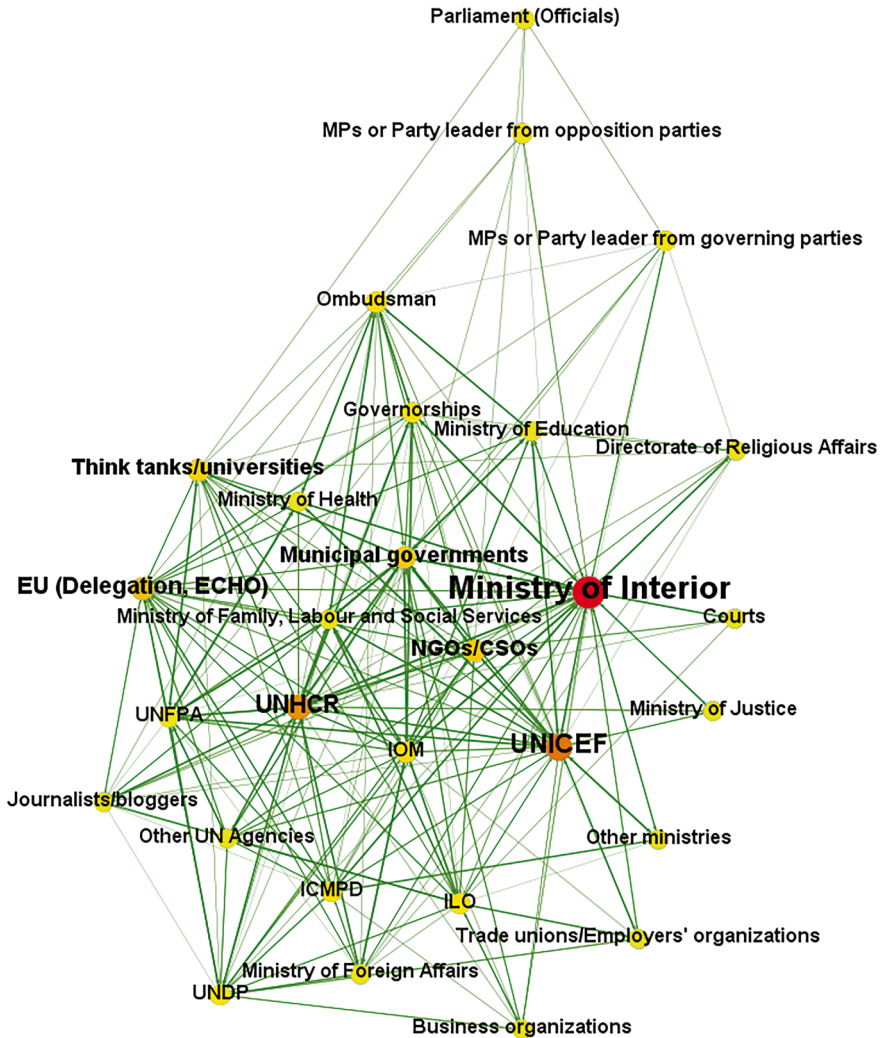 Parliament (Officials)
MPs or Party leader from opposition parties
MPs or Party leader from governing parties
Ombudsman
Governorships
Ministry of Education
Directorate of Religious Affairs
Think tanks/universities
Ministry of Health
Municipal governments
EU (Delegation, ECHO)
Ministry of Interior
Ministry of Family, Labour and Social Services
Courts
NGOs/CSOs
UNHCR
Ministry of Justice
UNFPA
UNICEF
IOM
Journalists/bloggers
Other UN Agencies
Other ministries
ICMPD
ILO
Trade unions/Employers' organizations
Ministry of Foreign Affairs
UNDP
Business organizations